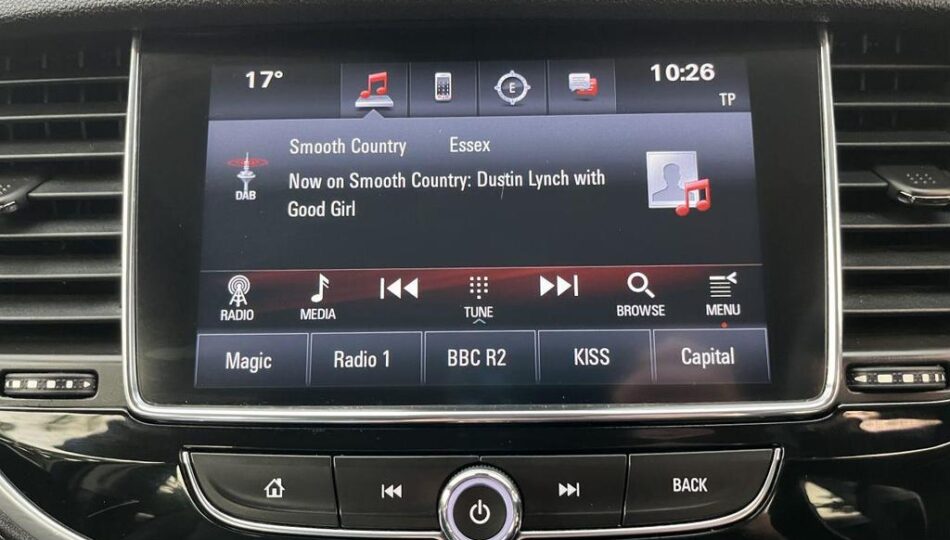 17° 10:26
E
TP
Smooth Country Essex
DAB
Now on Smooth Country: Dustin Lynch with
Good Girl
RADIO MEDIA TUNE BROWSE MENU
Magic Radio 1 BBC R2 KISS Capital
BACK